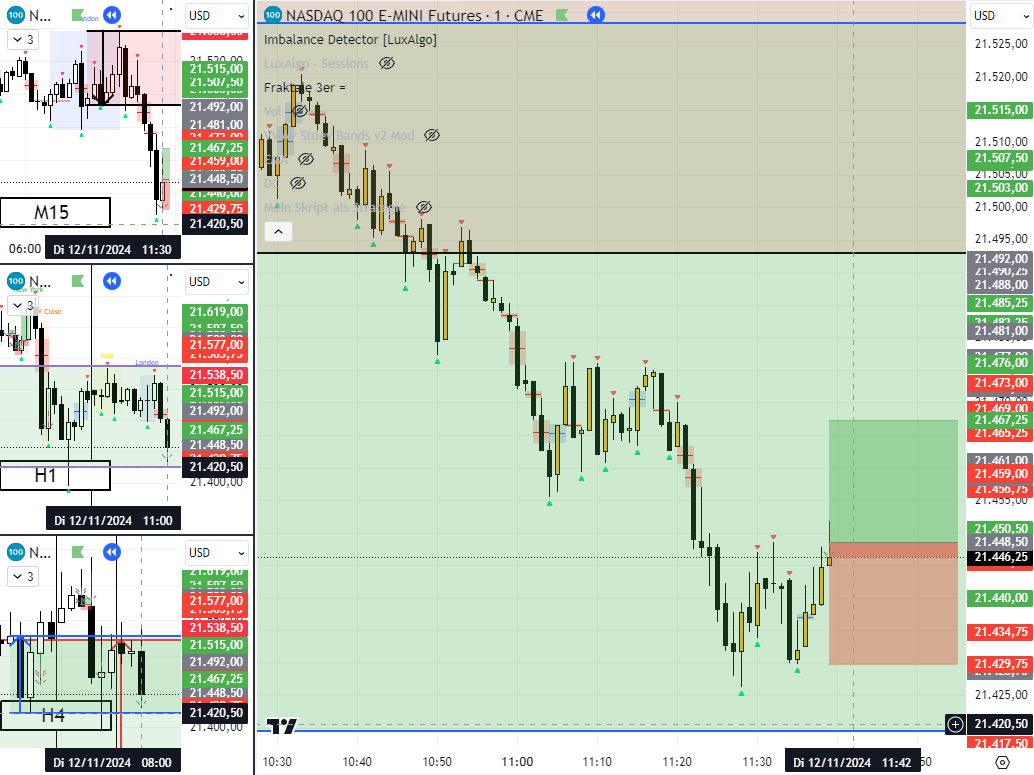 100 N...
USD
London
3
21.520,00
21.515,00
21.507,50
21.492,00
21.481,00
21.467,25
21.459,00
21.448,50
21.440,00
21.429,75
21.420,50
M15
06:00
Di 12/11/2024 11:30
100 N...
USD
3
r Close
Asia
London
21.619,00
21.577,00
21.538,50
21.515,00
21.492,00
21.467,25
21.448,50
21.420,50
21.400,00
H1
Di 12/11/2024 11:00
100 N...
USD
3
21.577,00
21.538,50
21.515,00
21.492,00
21.467,25
21.448,50
21.420,50
21.400,00
H4
Di 12/11/2024 08:00
100 NASDAQ 100 E-MINI Futures · 1 · CME
USD
Imbalance Detector [LuxAlgo]
LuxAlgo - Sessions
Fraktale 3er =
Vol
Stdev Bands v2 Mod
Mein Skript als Strategie
21.525,00
21.520,00
21.515,00
21.510,00
21.507,50
21.505,00
21.503,00
21.500,00
21.495,00
21.492,00
21.490,25
21.488,00
21.485,25
21.481,00
21.476,00
21.473,00
21.469,00
21.467,25
21.465,25
21.461,00
21.459,00
21.456,75
21.455,00
21.450,50
21.448,50
21.446,25
21.440,00
21.434,75
21.429,75
21.425,00
21.420,50
21.417,50
10:30
10:40
10:50
11:00
11:10
11:20
11:30
Di 12/11/2024 11:42
:50